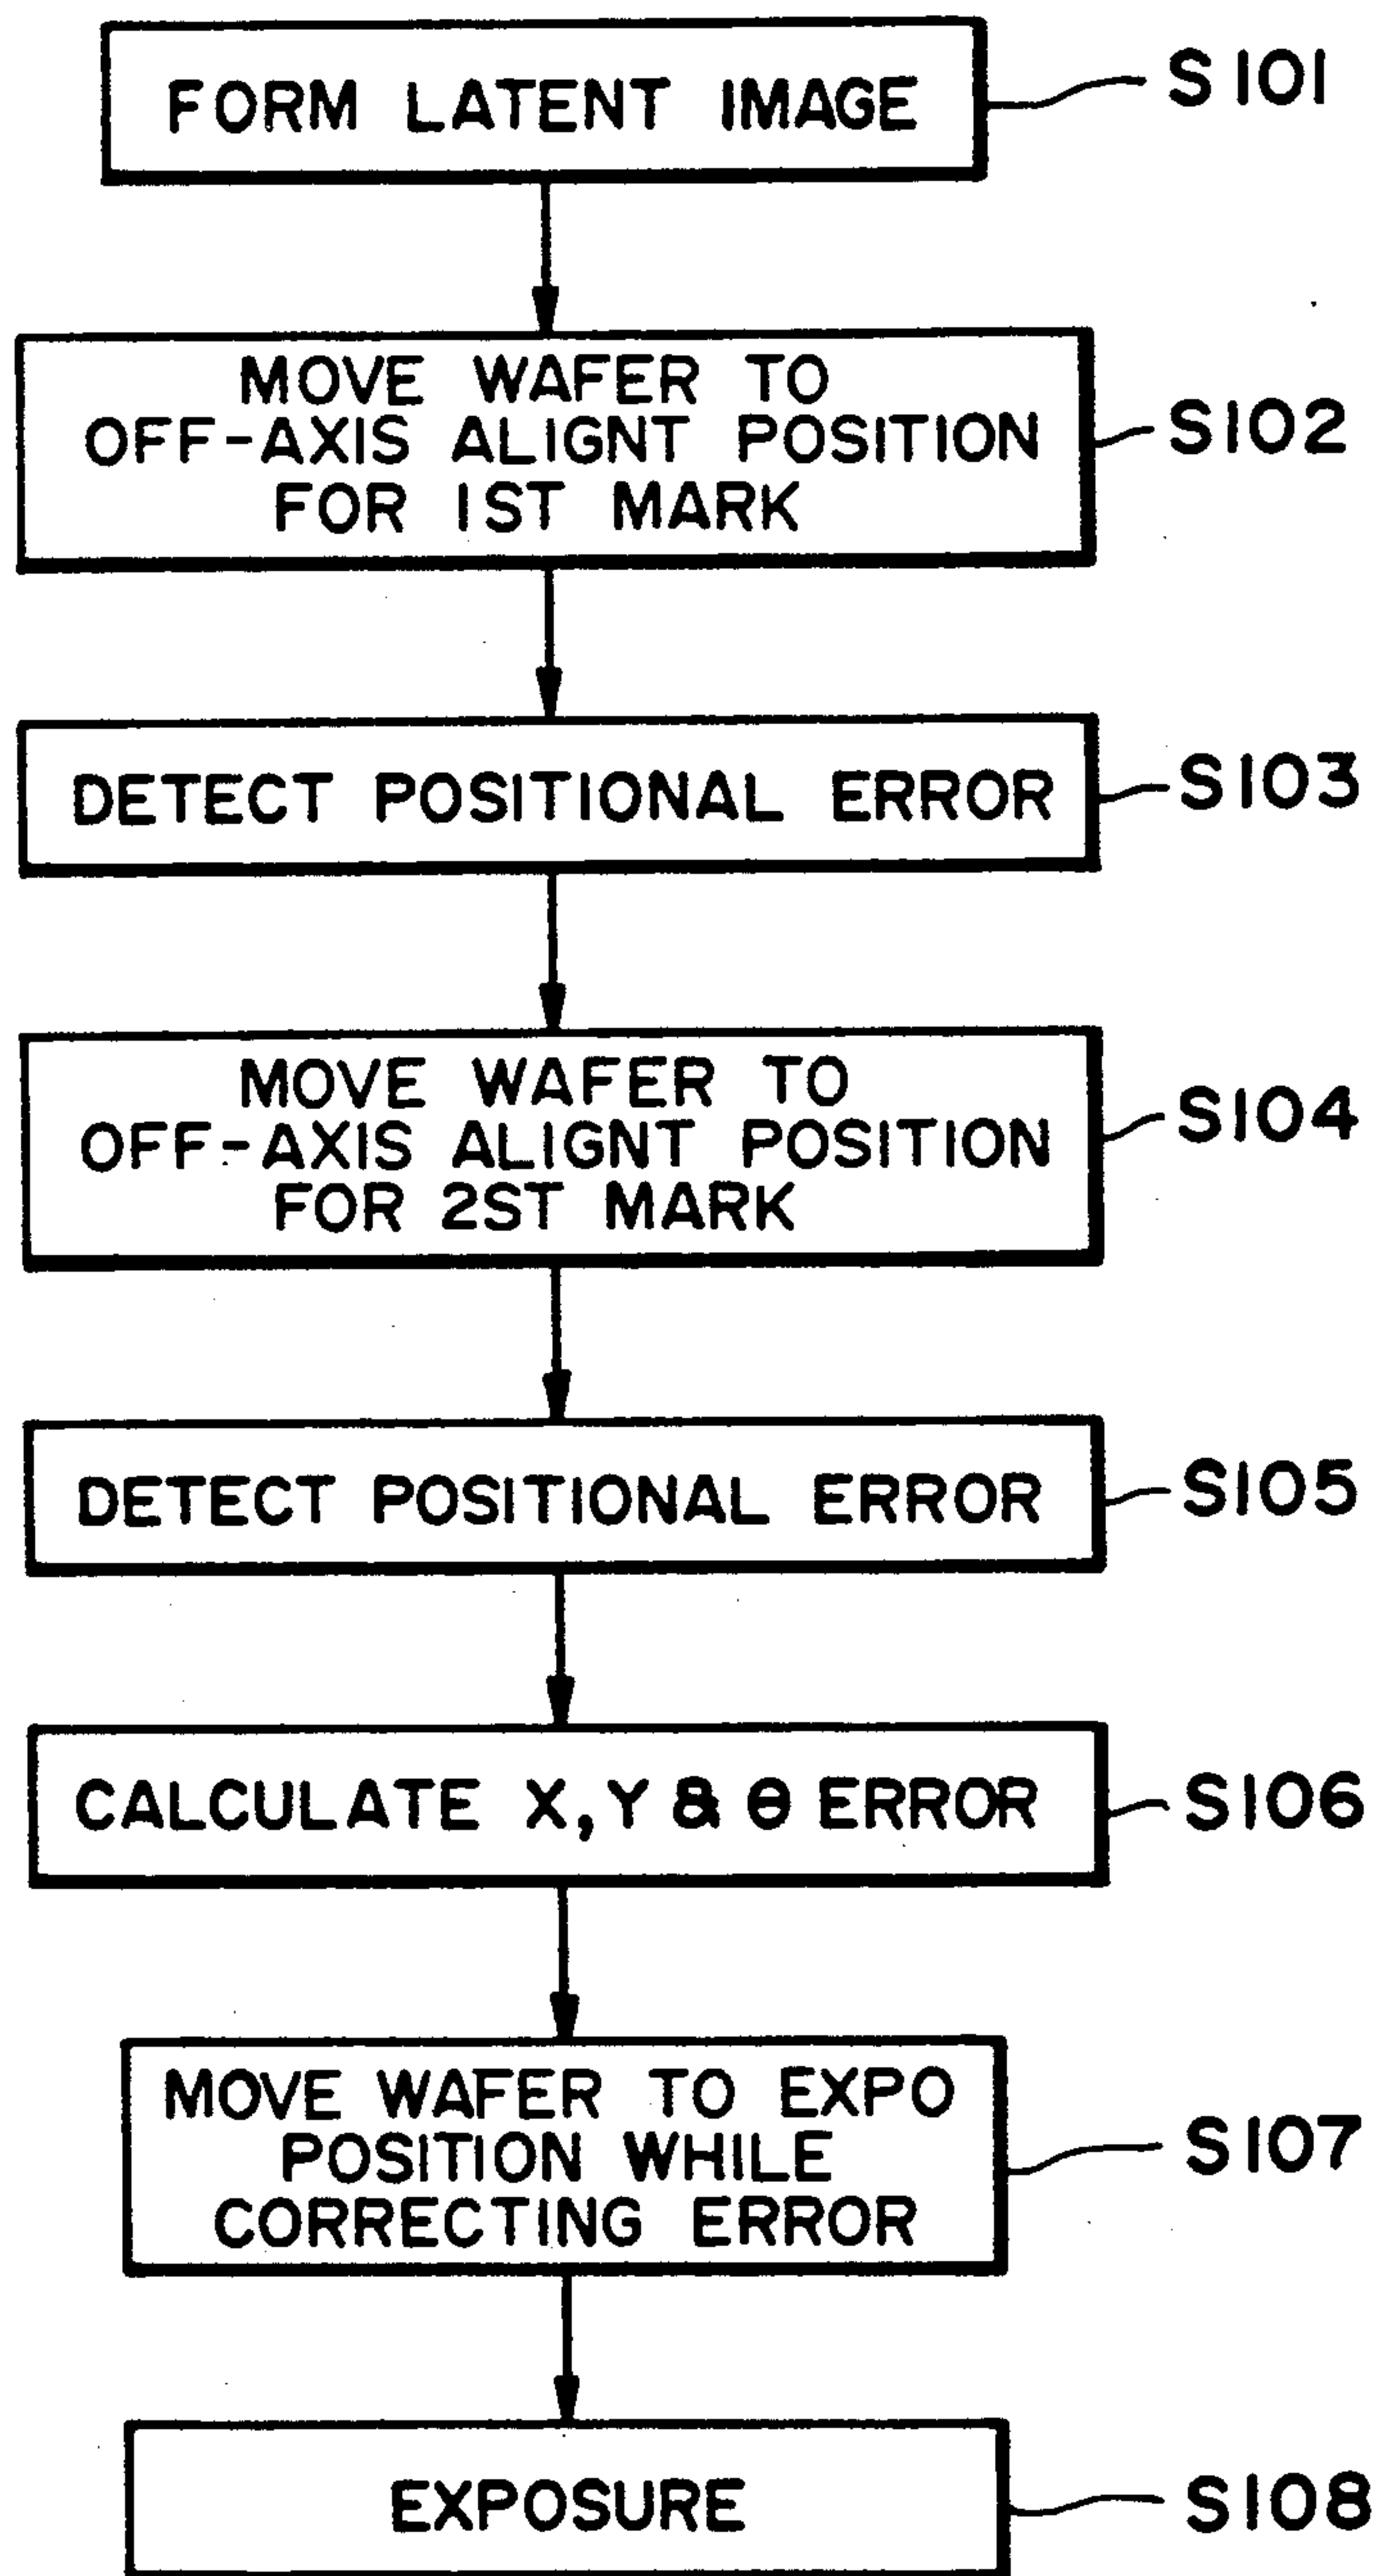 FORM LATENT IMAGE
S101
MOVE WAFER TO
OFF-AXIS ALIGNT POSITION
FOR 1ST MARK
S102
DETECT POSITIONAL ERROR
S103
MOVE WAFER TO
OFF-AXIS ALIGNT POSITION
FOR 2ST MARK
S104
DETECT POSITIONAL ERROR
S105
CALCULATE X, Y & θ ERROR
S106
MOVE WAFER TO EXPO
POSITION WHILE
CORRECTING ERROR
S107
EXPOSURE
S108